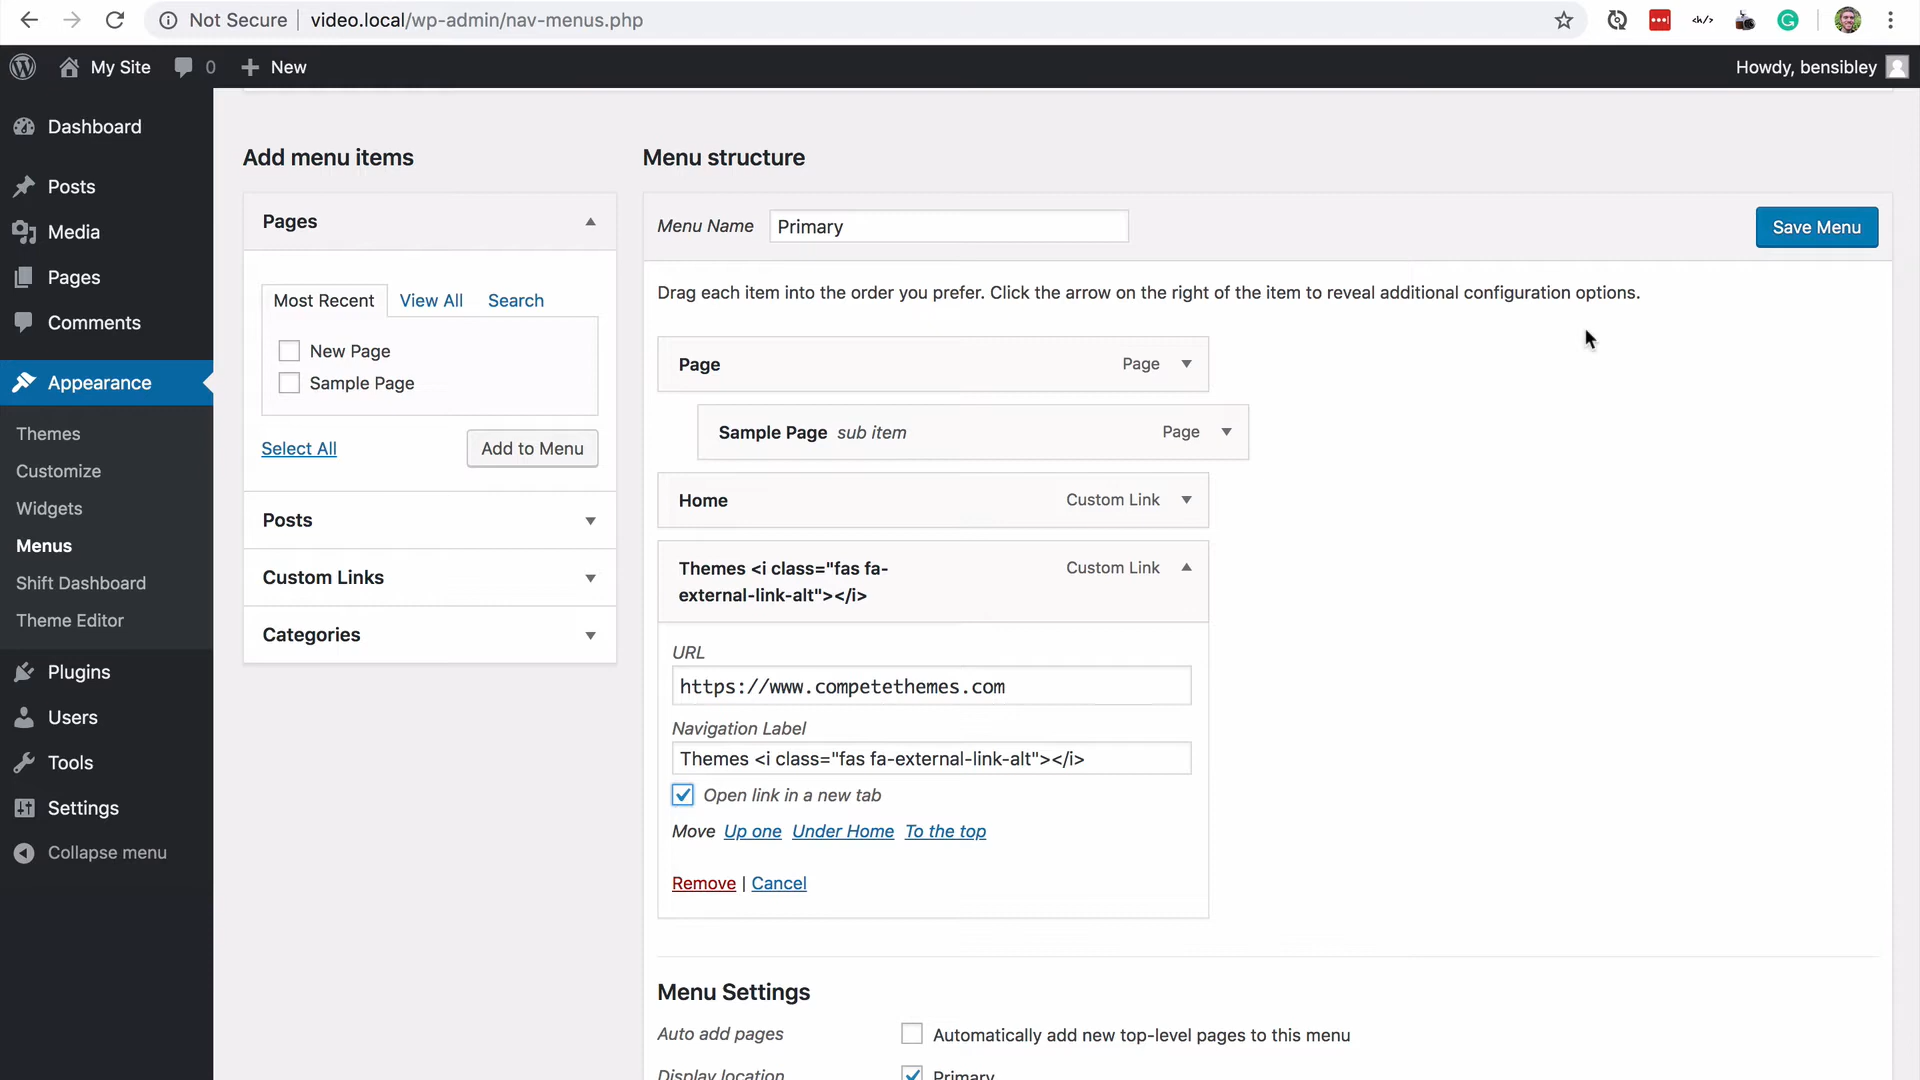 Not Secure
video.local/wp-admin/nav-menus.php
My Site
0
New
Howdy, bensibley
Dashboard
Posts
Media
Pages
Comments
Appearance
Themes
Customize
Widgets
Menus
Shift Dashboard
Theme Editor
Plugins
Users
Tools
Settings
Collapse menu
Add menu items
Pages
Most Recent
View All
Search
New Page
Sample Page
Select All
Add to Menu
Posts
Custom Links
Categories
Menu structure
Menu Name
Primary
Save Menu
Drag each item into the order you prefer. Click the arrow on the right of the item to reveal additional configuration options.
Page
Page
Sample Page sub item
Page
Home
Custom Link
Themes <i class="fas fa-
external-link-alt"></i>
Custom Link
URL
https://www.competethemes.com
Navigation Label
Themes <i class="fas fa-external-link-alt"></i>
Open link in a new tab
Move Up one Under Home To the top
Remove | Cancel
Menu Settings
Auto add pages
Automatically add new top-level pages to this menu
Display location
Primary